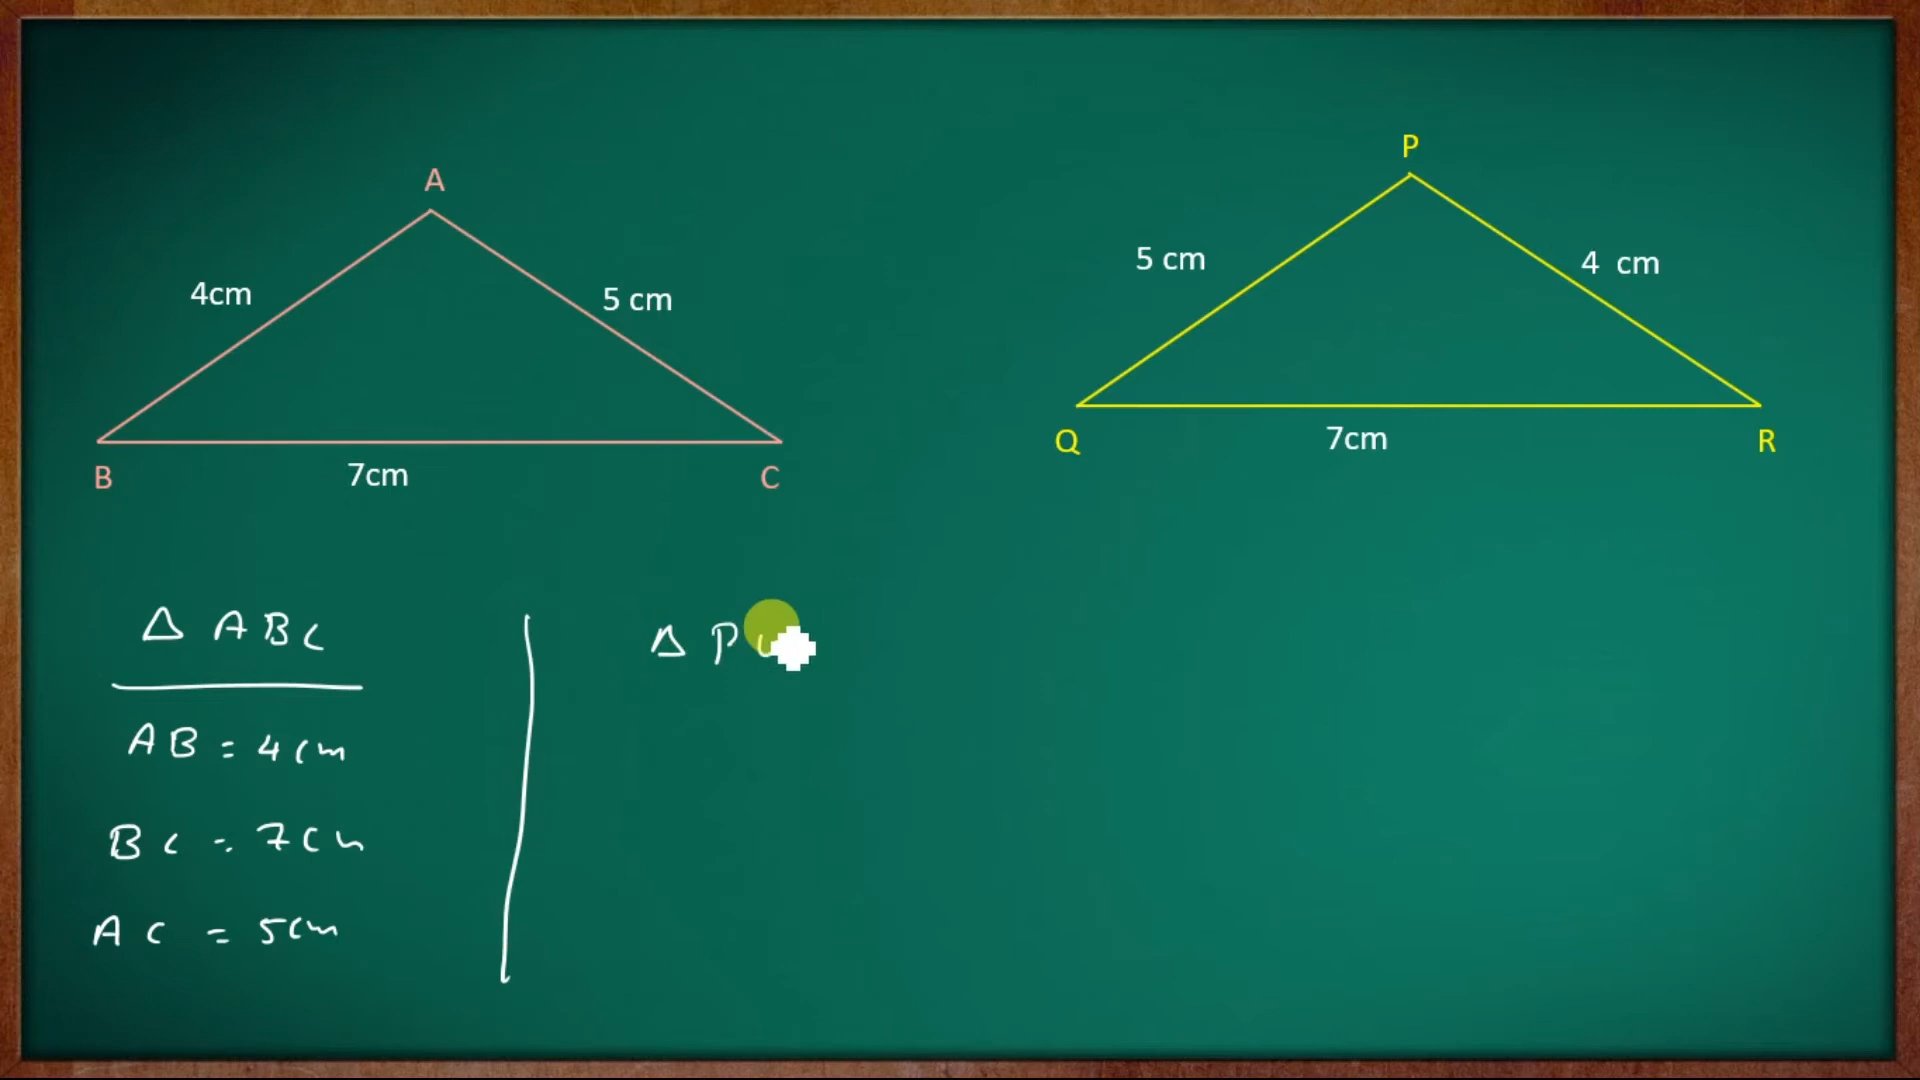 A
4cm
5 cm
B
7cm
C
P
5 cm
4 cm
Q
7cm
R
Δ ABC
AB = 4cm
BC = 7cm
AC = 5cm
Δ P